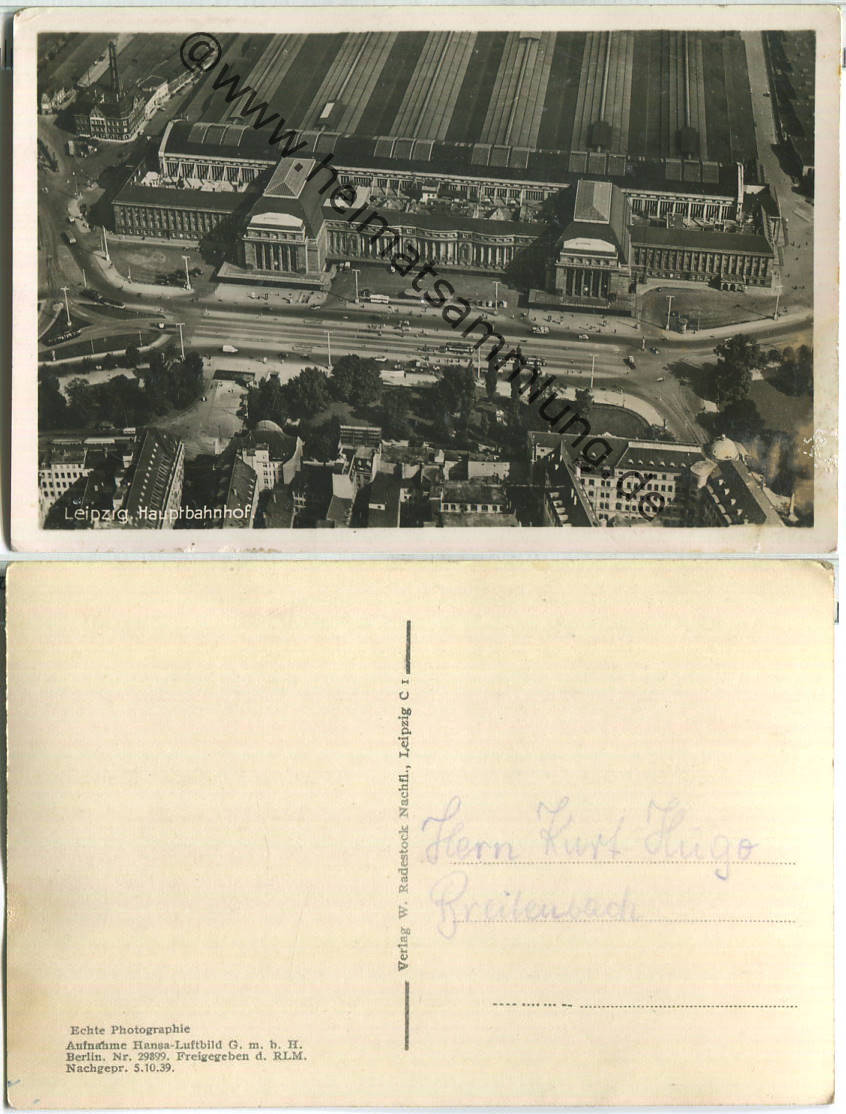 © www.heimatsammlung.de
Leipzig, Hauptbahnhof
Verlag W. Radestock Nachfl., Leipzig C 1
Herrn Kurt Hugo
Breitenbach
Echte Photographie
Aufnahme Hansa-Luftbild G. m. b. H.
Berlin. Nr. 29899. Freigegeben d. RLM.
Nachgepr. 5.10.39.